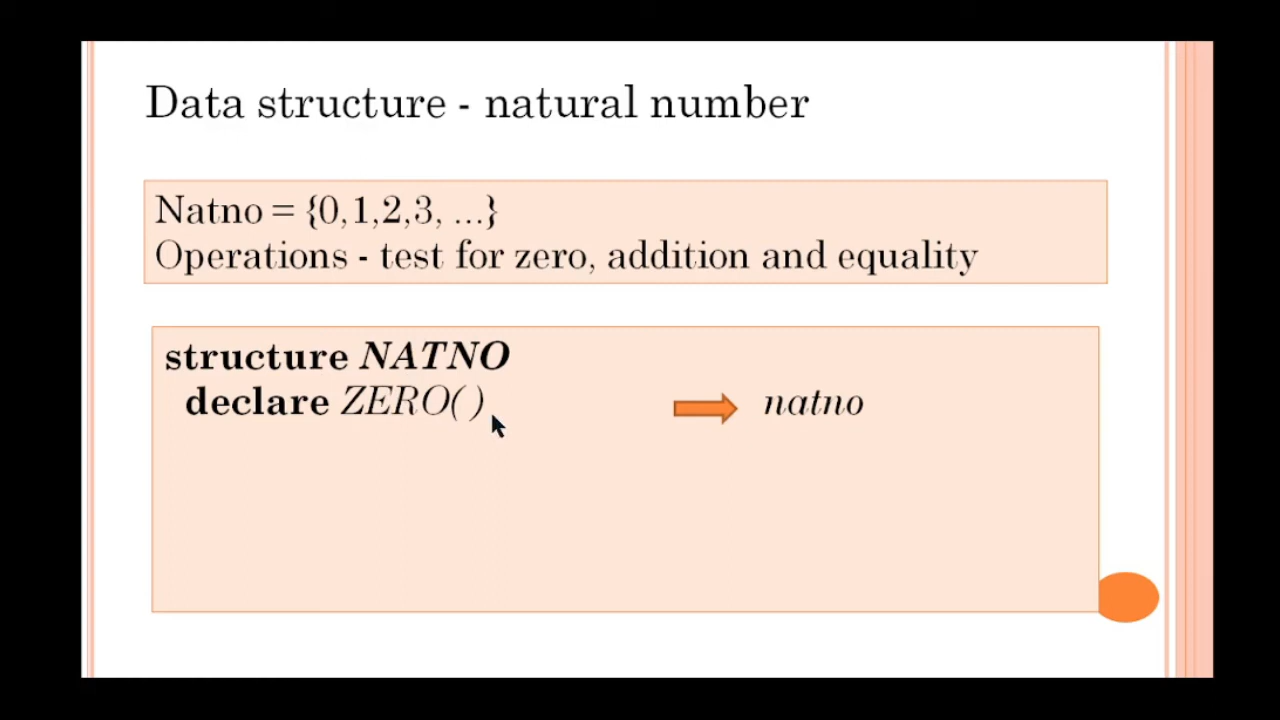 Data structure - natural number
Natno = {0,1,2,3, ...}
Operations - test for zero, addition and equality
structure NATNO
declare ZERO( ) natno